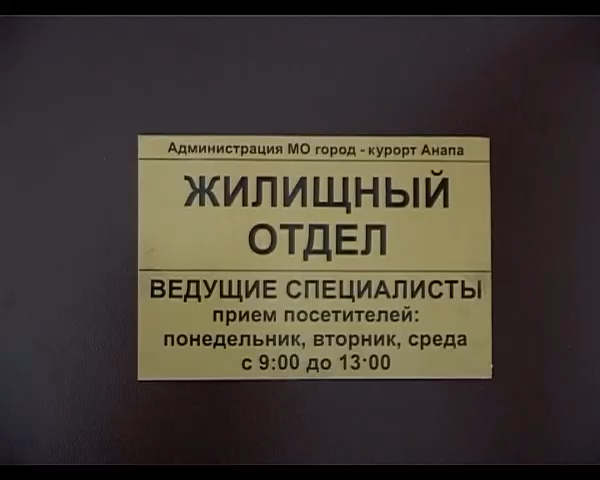 Администрация МО город - курорт Анапа
ЖИЛИЩНЫЙ
ОТДЕЛ
ВЕДУЩИЕ СПЕЦИАЛИСТЫ
прием посетителей:
понедельник, вторник, среда
с 9:00 до 13:00